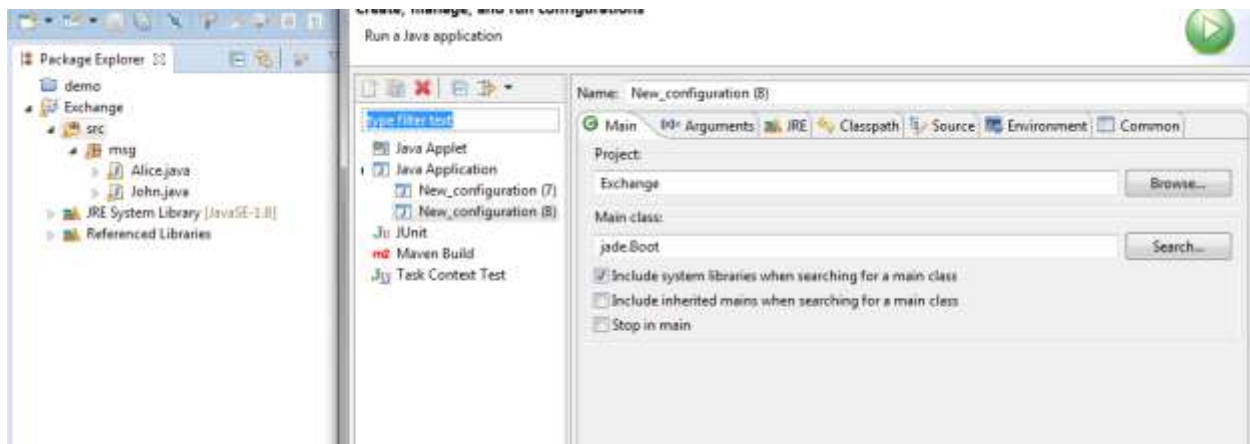 Create, manage, and run configurations
Run a Java application
Package Explorer
demo
Exchange
src
msg
Alice.java
John.java
JRE System Library [JavaSE-1.8]
Referenced Libraries
type filter text
Java Applet
Java Application
New_configuration (7)
New_configuration (8)
JUnit
m2 Maven Build
Task Context Test
Name: New_configuration (8)
Main Arguments JRE Classpath Source Environment Common
Project:
Exchange Browse...
Main class:
jade.Boot Search...
Include system libraries when searching for a main class
Include inherited mains when searching for a main class
Stop in main